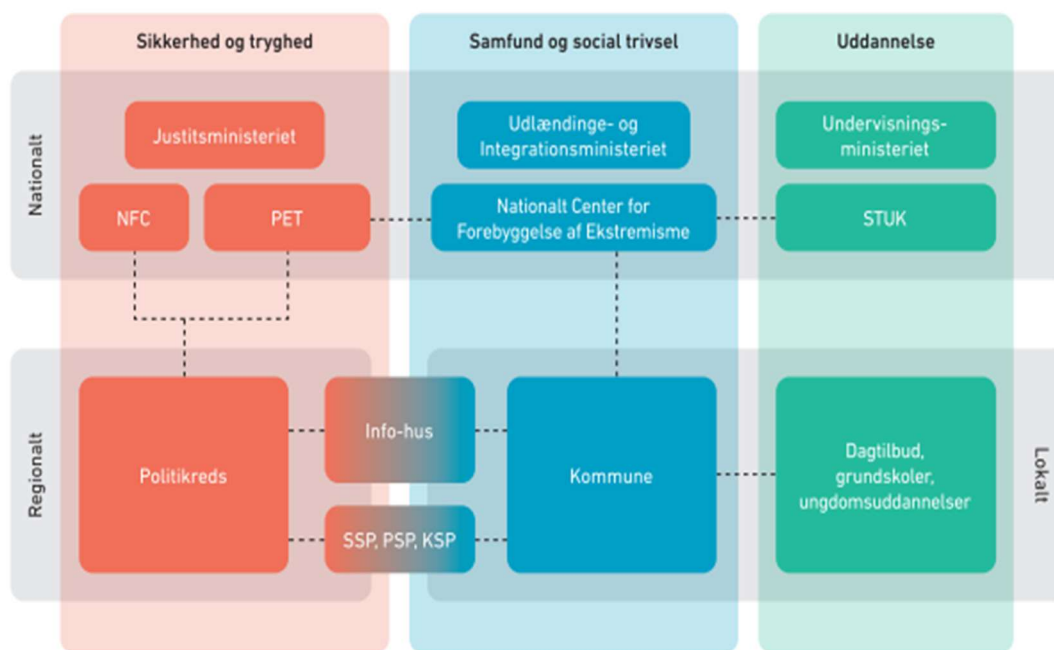 Sikkerhed og tryghed
Samfund og social trivsel
Uddannelse
Nationalt
Justitsministeriet
Udlændinge- og
Integrationsministeriet
Undervisnings-
ministeriet
NFC
PET
Nationalt Center for
Forebyggelse af Ekstremisme
STUK
Regionalt
Politikreds
Info-hus
Kommune
Dagtilbud,
grundskoler,
ungdomsuddannelser
Lokalt
SSP, PSP, KSP